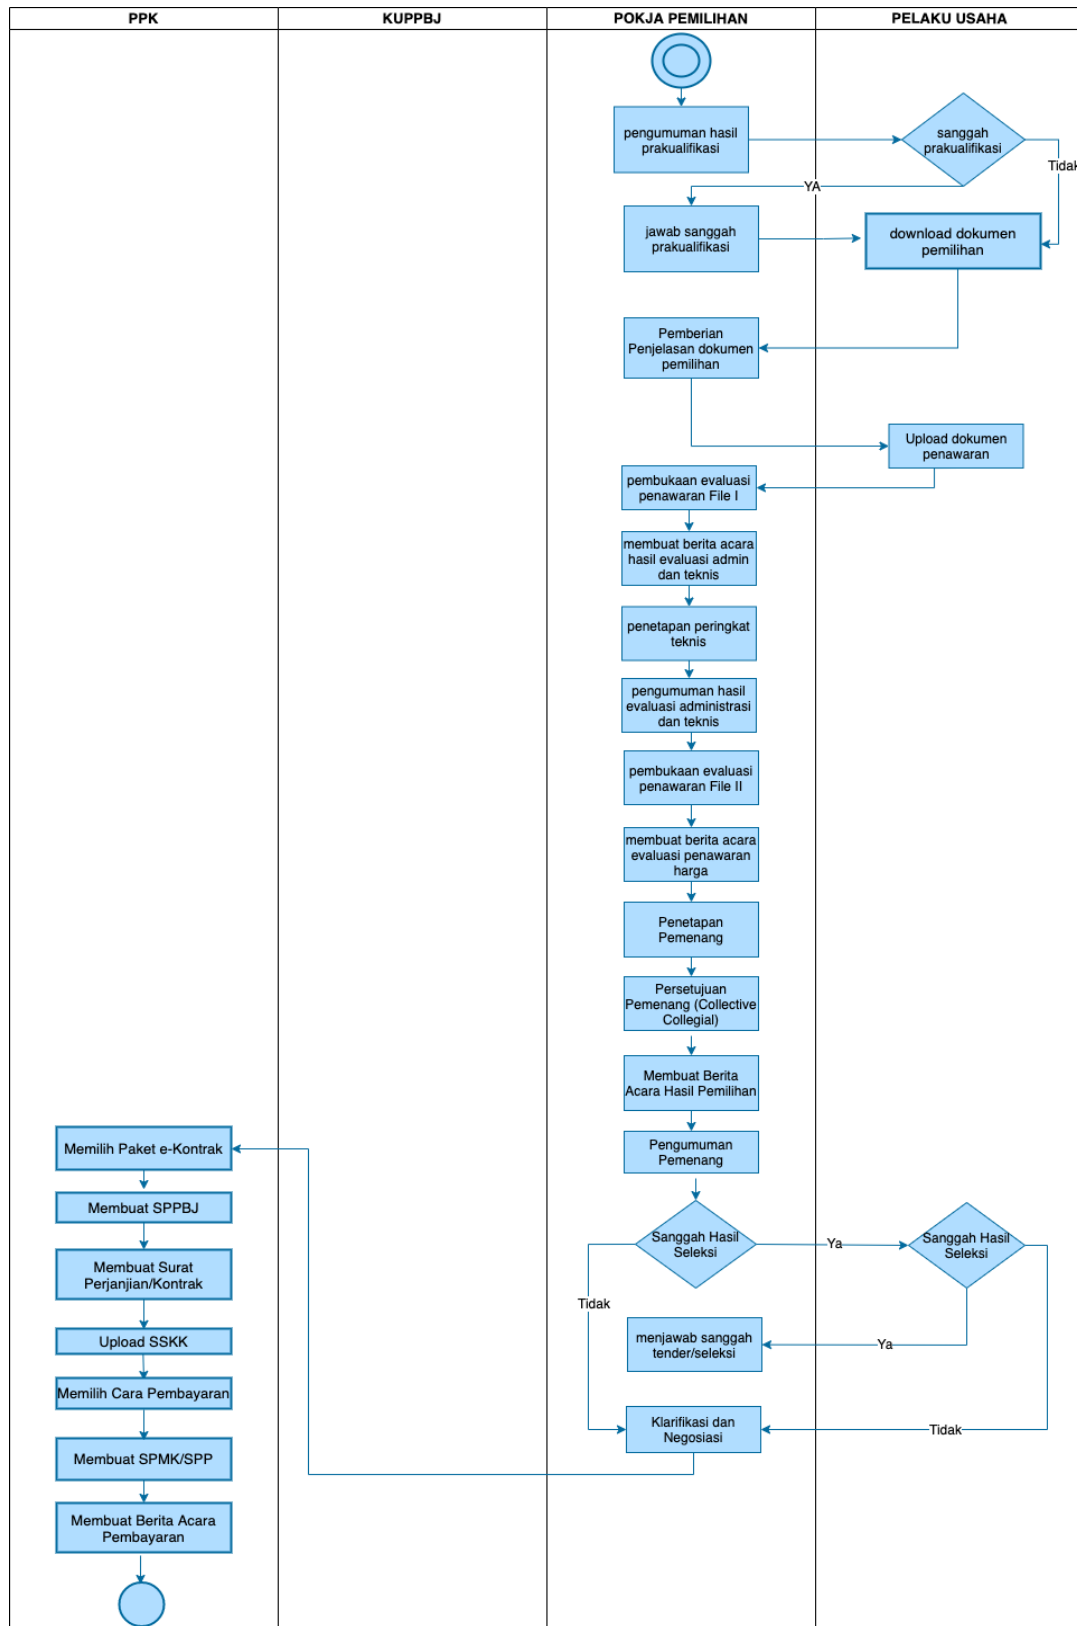 PPK
KUPPBJ
POKJA PEMILIHAN
PELAKU USAHA
pengumuman hasil
prakualifikasi
sanggah
prakualifikasi
Tidak
YA
jawab sanggah
prakualifikasi
download dokumen
pemilihan
Pemberian
Penjelasan dokumen
pemilihan
Upload dokumen
penawaran
pembukaan evaluasi
penawaran File I
membuat berita acara
hasil evaluasi admin
dan teknis
penetapan peringkat
teknis
pengumuman hasil
evaluasi administrasi
dan teknis
pembukaan evaluasi
penawaran File II
membuat berita acara
evaluasi penawaran
harga
Penetapan
Pemenang
Persetujuan
Pemenang (Collective
Collegial)
Membuat Berita
Acara Hasil Pemilihan
Pengumuman
Pemenang
Sanggah Hasil
Seleksi
Ya
Sanggah Hasil
Seleksi
Tidak
menjawab sanggah
tender/seleksi
Ya
Klarifikasi dan
Negosiasi
Tidak
Memilih Paket e-Kontrak
Membuat SPPBJ
Membuat Surat
Perjanjian/Kontrak
Upload SSKK
Memilih Cara Pembayaran
Membuat SPMK/SPP
Membuat Berita Acara
Pembayaran